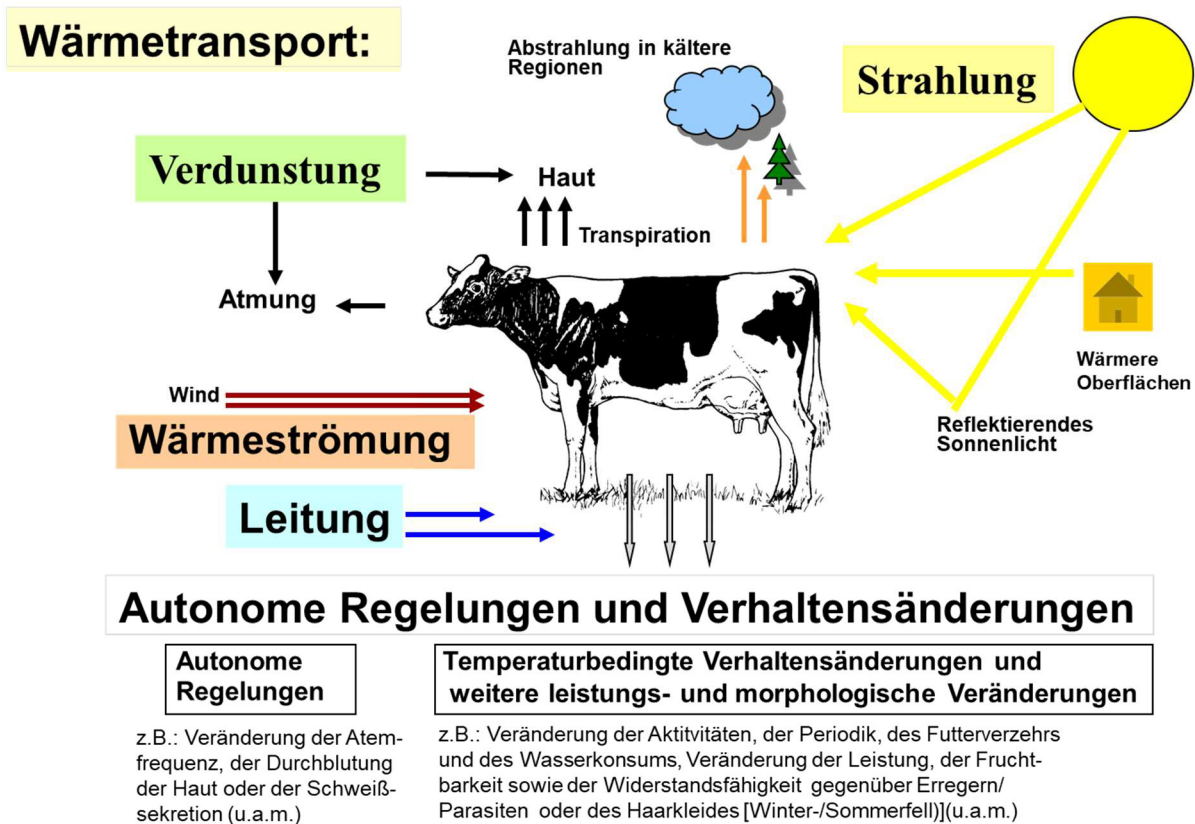 Wärmetransport:
Abstrahlung in kältere
Regionen
Strahlung
Verdunstung
Haut
Transpiration
Atmung
Wärmere
Oberflächen
Wind
Reflektierendes
Sonnenlicht
Wärmeströmung
Leitung
Autonome Regelungen und Verhaltensänderungen
Autonome
Regelungen
z.B.: Veränderung der Atem-
frequenz, der Durchblutung
der Haut oder der Schweiß-
sekretion (u.a.m.)
Temperaturbedingte Verhaltensänderungen und
weitere leistungs- und morphologische Veränderungen
z.B.: Veränderung der Aktitvitäten, der Periodik, des Futterverzehrs
und des Wasserkonsums, Veränderung der Leistung, der Frucht-
barkeit sowie der Widerstandsfähigkeit gegenüber Erregern/
Parasiten oder des Haarkleides [Winter-/Sommerfell)](u.a.m.)